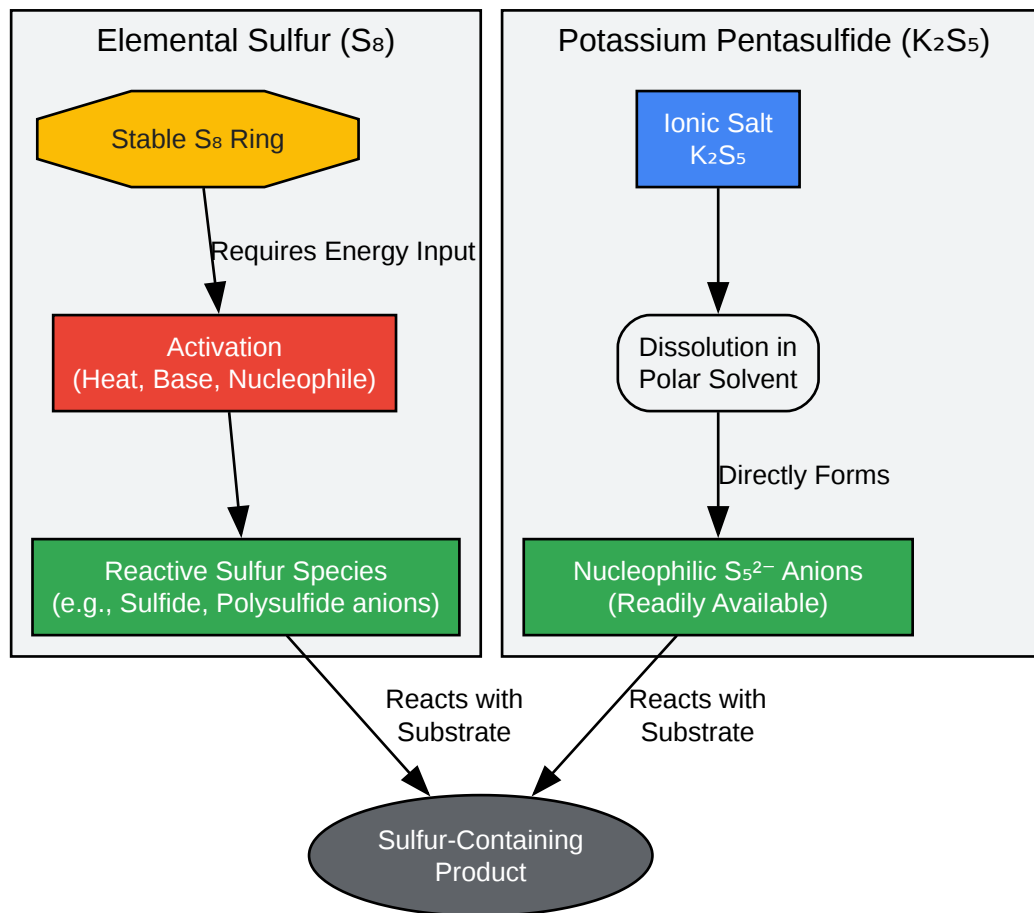 Elemental Sulfur (S₈)
Stable S₈ Ring
Requires Energy Input
Activation
(Heat, Base, Nucleophile)
Reactive Sulfur Species
(e.g., Sulfide, Polysulfide anions)
Potassium Pentasulfide (K₂S₅)
Ionic Salt
K₂S₅
Dissolution in
Polar Solvent
Directly Forms
Nucleophilic S₅²⁻ Anions
(Readily Available)
Reacts with
Substrate
Reacts with
Substrate
Sulfur-Containing
Product